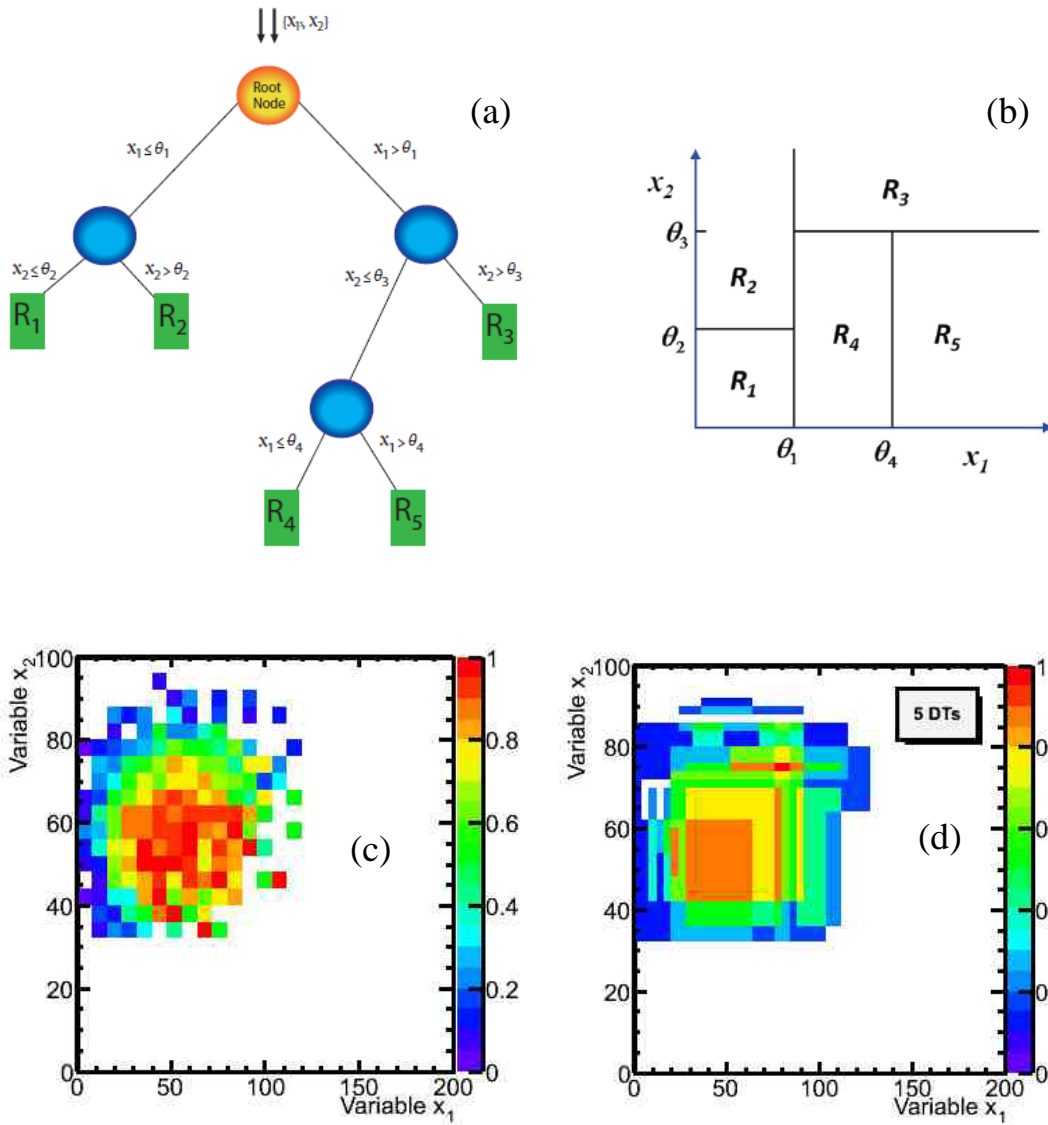 {x₁, x₂}
Root
Node
(a)
x₁ ≤ θ₁
x₁ > θ₁
x₂ ≤ θ₂
x₂ > θ₂
x₂ ≤ θ₃
x₂ > θ₃
R₁
R₂
R₃
x₁ ≤ θ₄
x₁ > θ₄
R₄
R₅
(b)
x₂
R₃
θ₃
R₂
θ₂
R₄
R₅
R₁
θ₁
θ₄
x₁
Variable x₂
100
80
60
40
20
0
0
50
100
150
200
Variable x₁
1
0.8
0.6
0.4
0.2
0
(c)
Variable x₂
100
80
60
40
20
0
0
50
100
150
200
Variable x₁
5 DTs
1
0
0
0
0
0
(d)